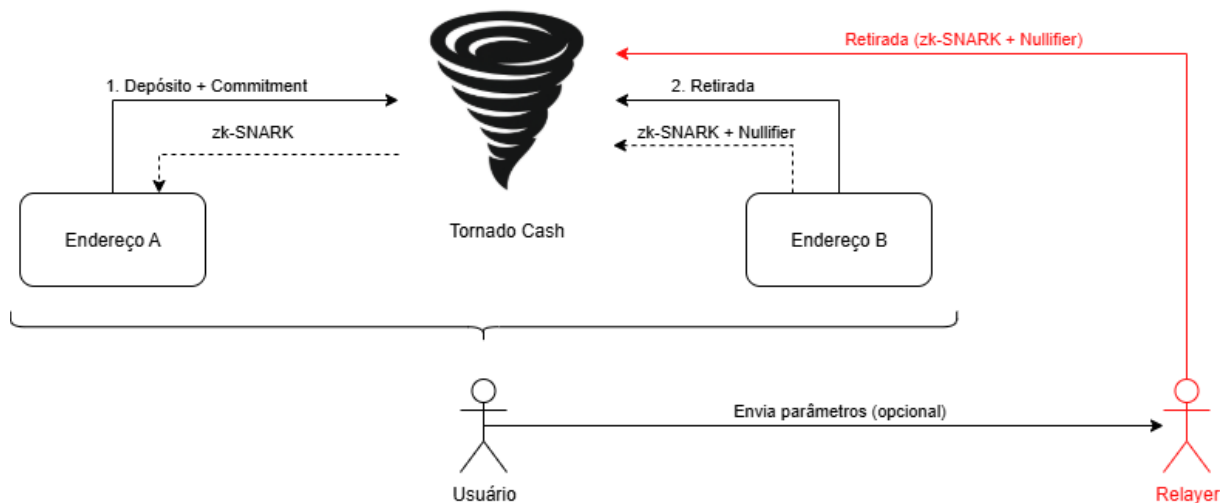 Retirada (zk-SNARK + Nullifier)
1. Depósito + Commitment
2. Retirada
zk-SNARK
zk-SNARK + Nullifier
Endereço A
Tornado Cash
Endereço B
Envia parâmetros (opcional)
Usuário
Relayer